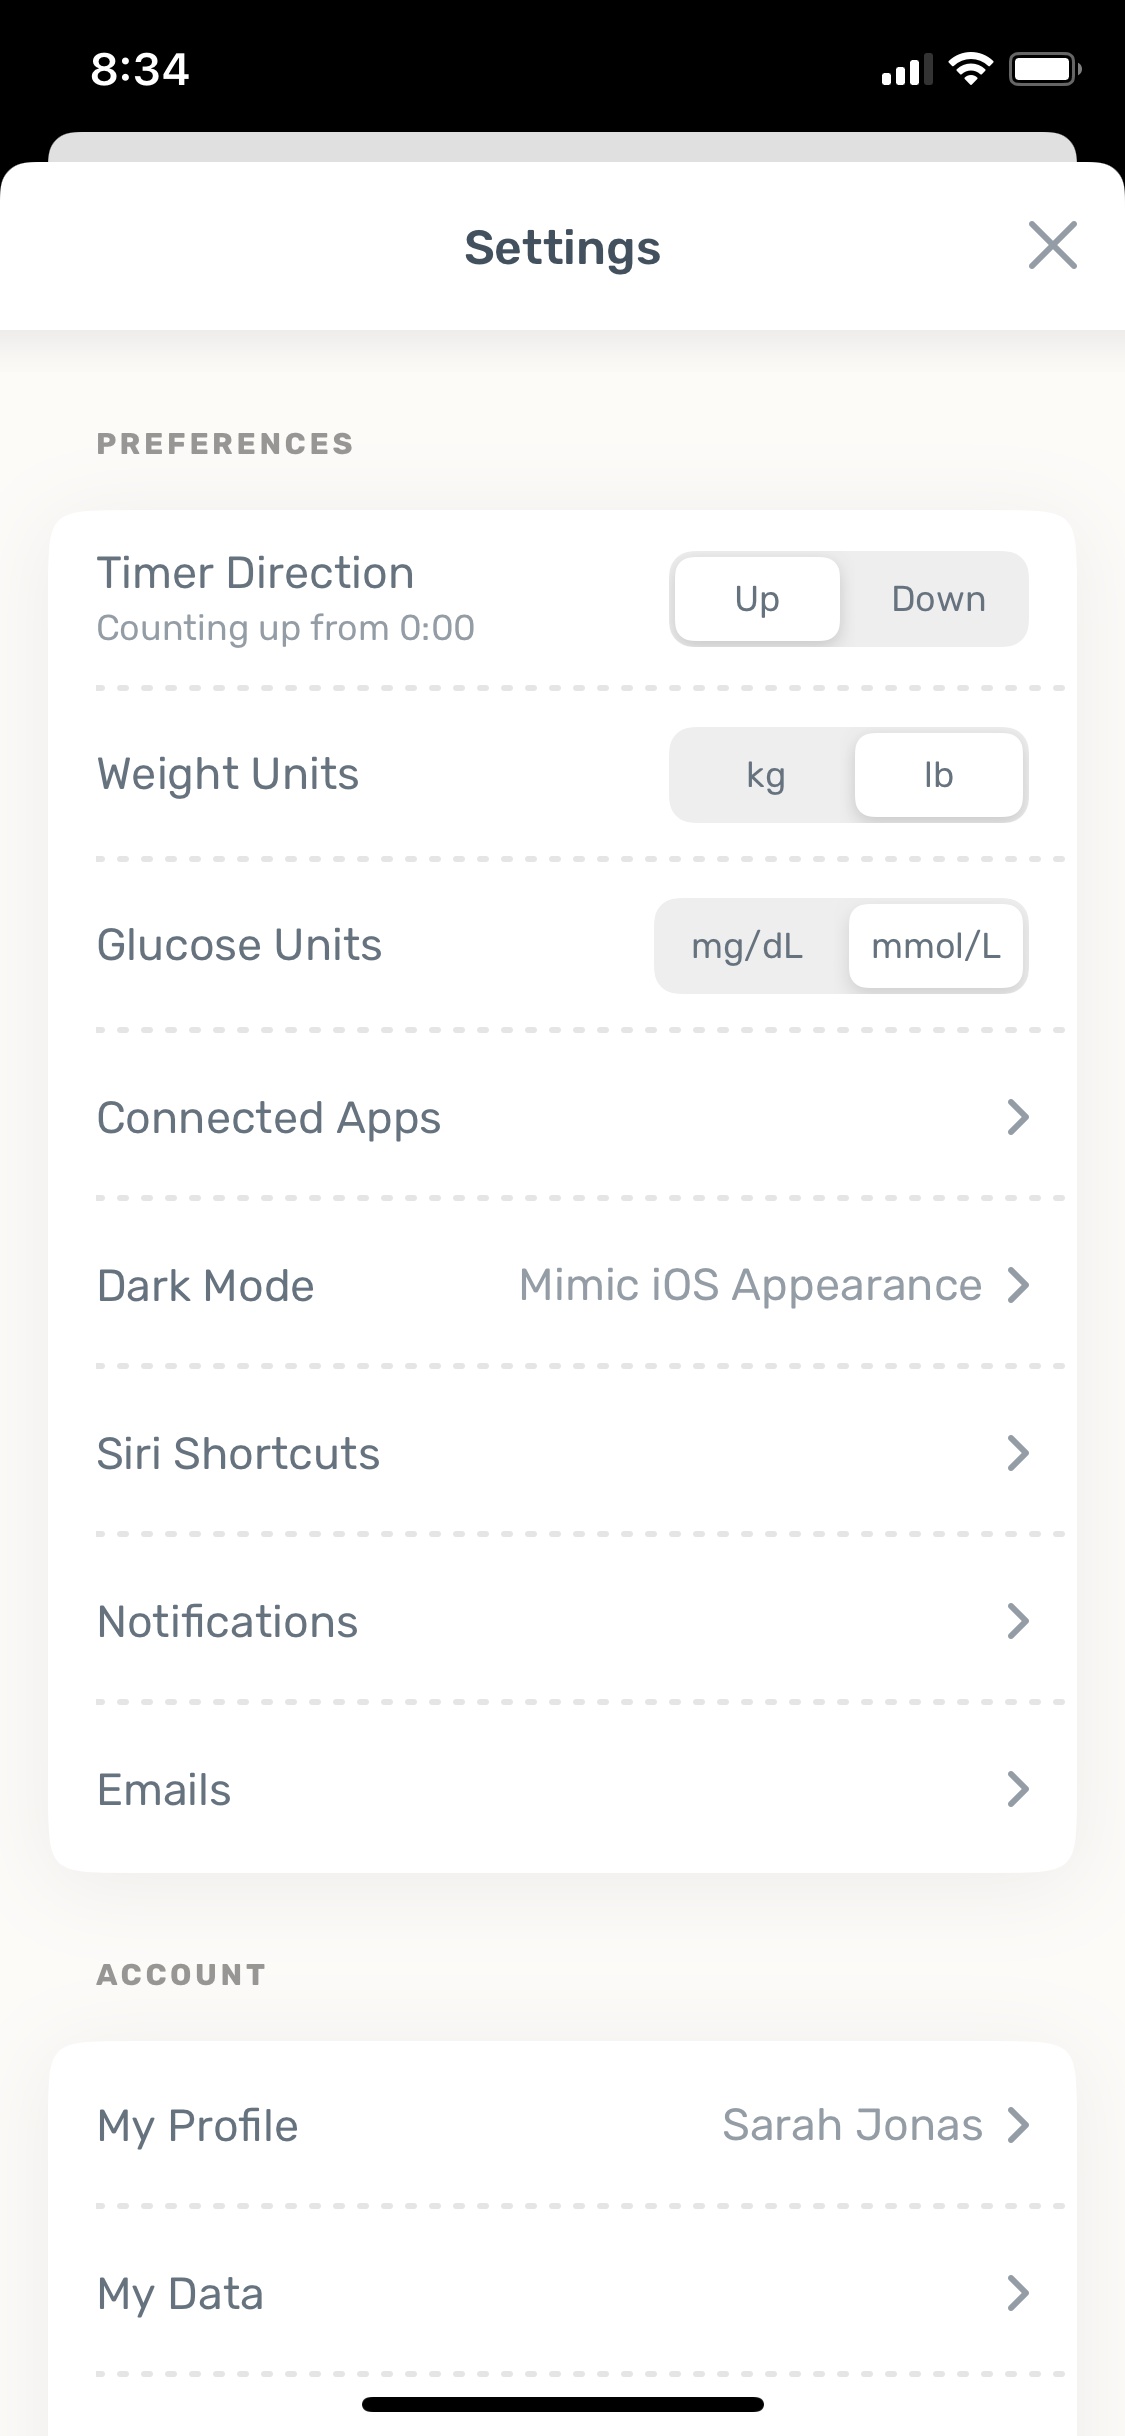 8:34
Settings
PREFERENCES
Timer Direction
Counting up from 0:00
Up Down
Weight Units
kg lb
Glucose Units
mg/dL mmol/L
Connected Apps
Dark Mode Mimic iOS Appearance
Siri Shortcuts
Notifications
Emails
ACCOUNT
My Profile Sarah Jonas
My Data